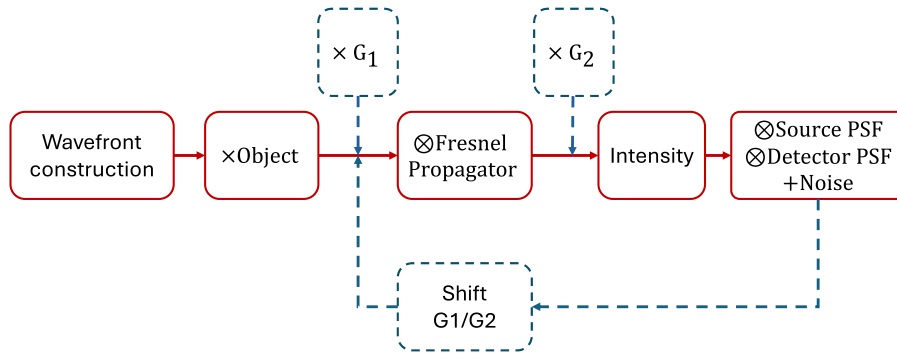 × G₁
× G₂
Wavefront
construction
×Object
⊗Fresnel
Propagator
Intensity
⊗Source PSF
⊗Detector PSF
+Noise
Shift
G1/G2